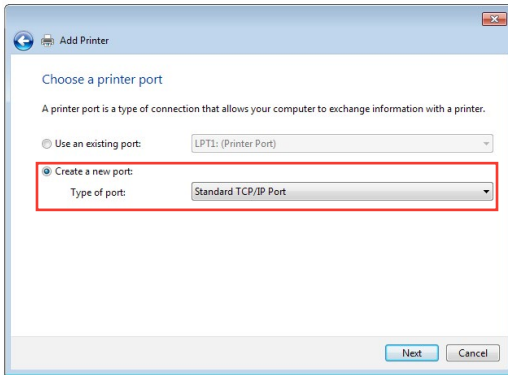 Add Printer
Choose a printer port
A printer port is a type of connection that allows your computer to exchange information with a printer.
Use an existing port: LPT1: (Printer Port)
Create a new port:
Type of port: Standard TCP/IP Port
Next Cancel